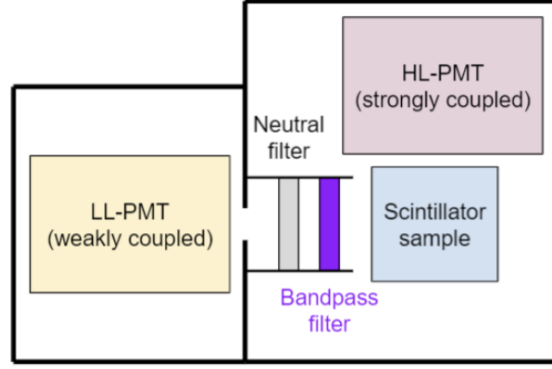 HL-PMT
(strongly coupled)
Neutral
filter
LL-PMT
(weakly coupled)
Scintillator
sample
Bandpass
filter